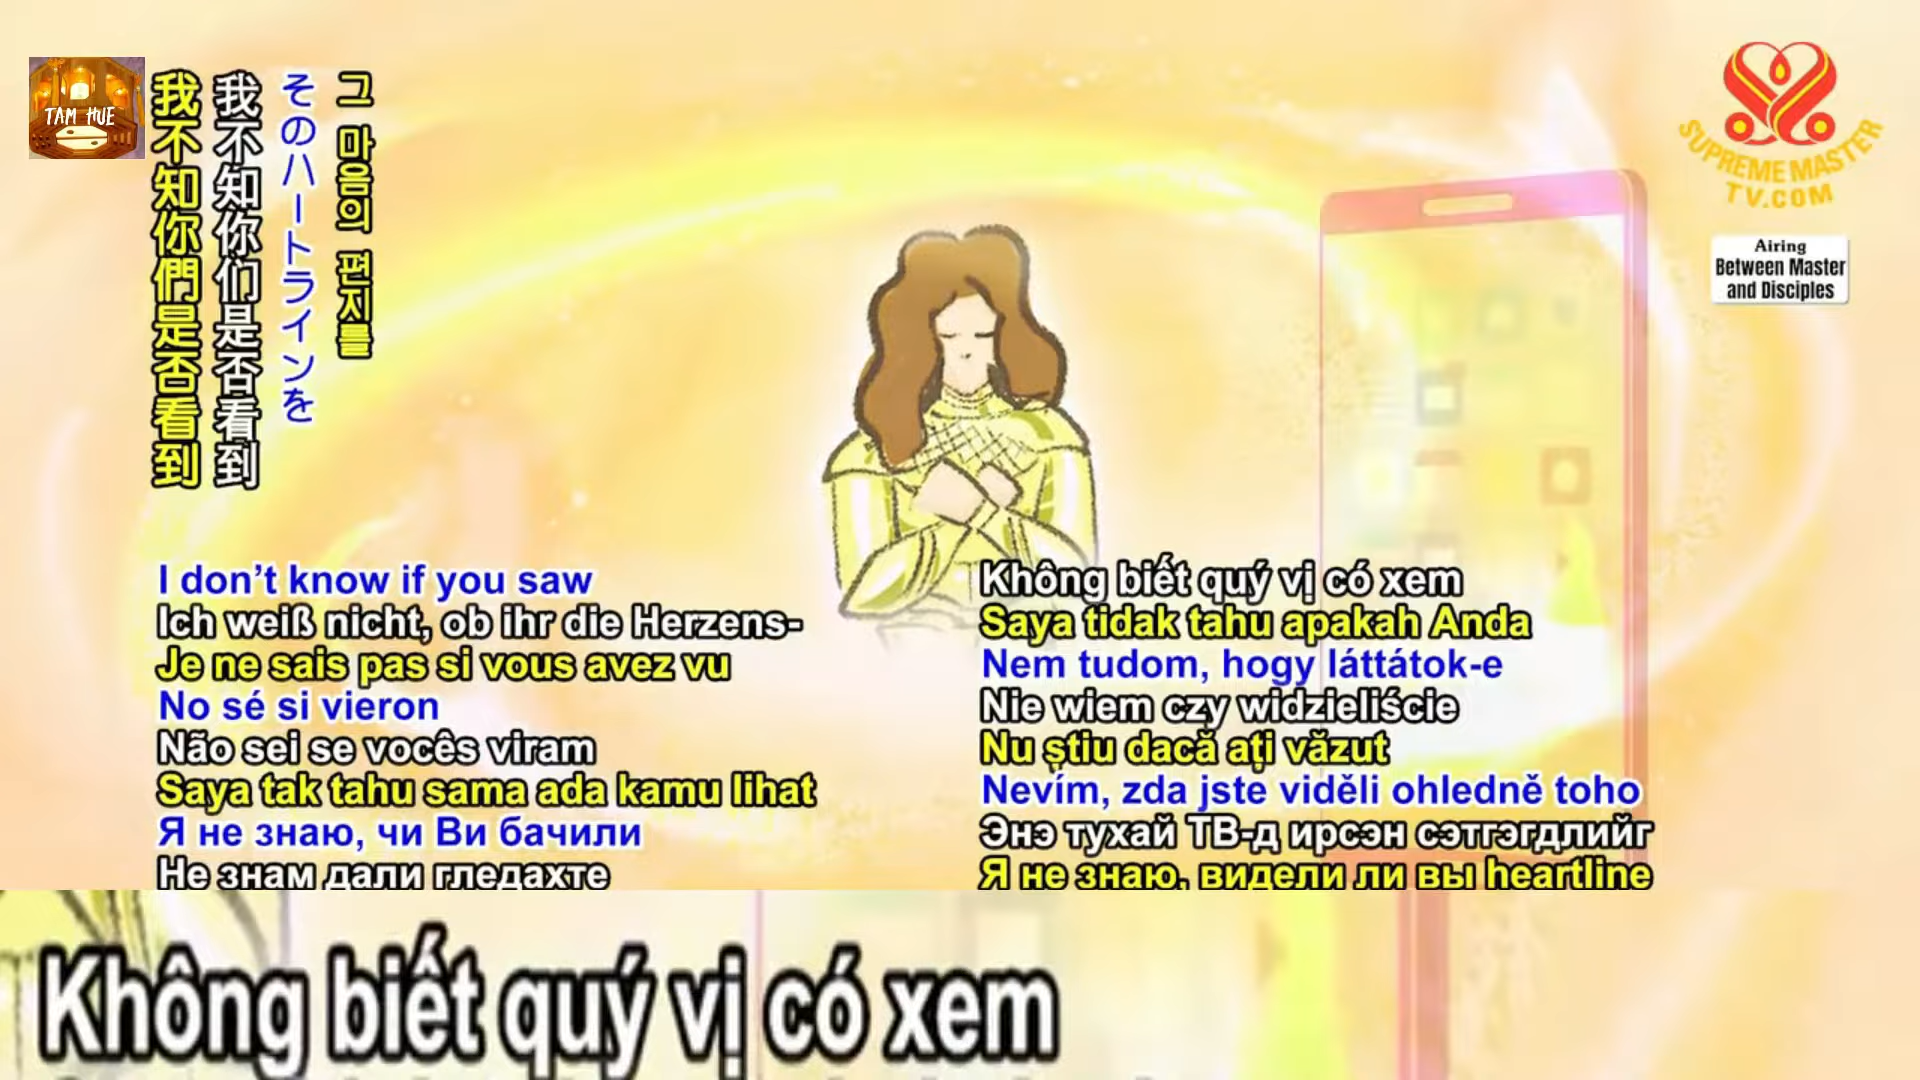 TAM HUE
我不知你們是否看到
我不知你们是否看到
そのハートラインを
그 마음의 편지를
SUPREME MASTER
TV.COM
Airing
Between Master
and Disciples
I don’t know if you saw
Ich weiß nicht, ob ihr die Herzens-
Je ne sais pas si vous avez vu
No sé si vieron
Não sei se vocês viram
Saya tak tahu sama ada kamu lihat
Я не знаю, чи Ви бачили
Не знам дали гледахте
Không biết quý vị có xem
Saya tidak tahu apakah Anda
Nem tudom, hogy láttátok-e
Nie wiem czy widzieliście
Nu știu dacă ați văzut
Nevím, zda jste viděli ohledně toho
Энэ тухай ТВ-д ирсэн сэтгэгдлийг
Я не знаю, видели ли вы heartline
Không biết quý vị có xem